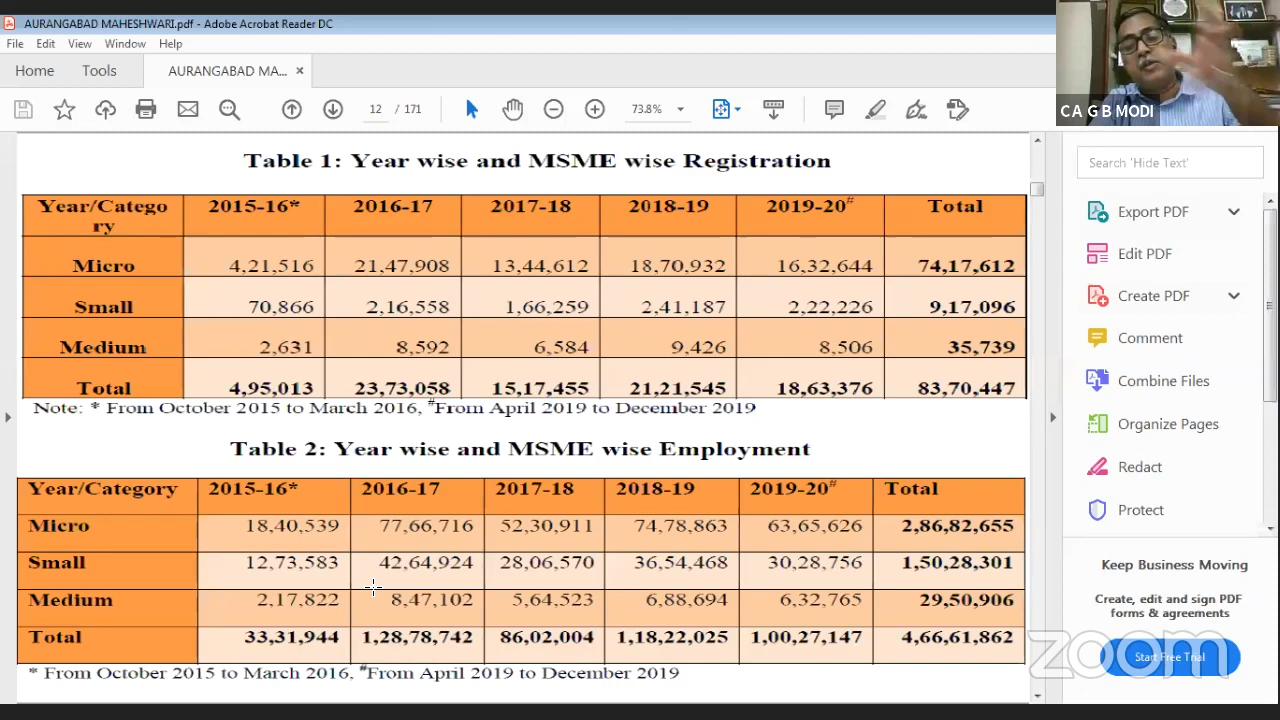 AURANGABAD MAHESHWARI.pdf - Adobe Acrobat Reader DC
File Edit View Window Help
Home Tools AURANGABAD MA... ×
12 / 171 73.8%
C A G B MODI
Table 1: Year wise and MSME wise Registration
Year/Catego
ry 2015-16* 2016-17 2017-18 2018-19 2019-20# Total
Micro 4,21,516 21,47,908 13,44,612 18,70,932 16,32,644 74,17,612
Small 70,866 2,16,558 1,66,259 2,41,187 2,22,226 9,17,096
Medium 2,631 8,592 6,584 9,426 8,506 35,739
Total 4,95,013 23,73,058 15,17,455 21,21,545 18,63,376 83,70,447
Note: * From October 2015 to March 2016, #From April 2019 to December 2019
Table 2: Year wise and MSME wise Employment
Year/Category 2015-16* 2016-17 2017-18 2018-19 2019-20# Total
Micro 18,40,539 77,66,716 52,30,911 74,78,863 63,65,626 2,86,82,655
Small 12,73,583 42,64,924 28,06,570 36,54,468 30,28,756 1,50,28,301
Medium 2,17,822 8,47,102 5,64,523 6,88,694 6,32,765 29,50,906
Total 33,31,944 1,28,78,742 86,02,004 1,18,22,025 1,00,27,147 4,66,61,862
* From October 2015 to March 2016, #From April 2019 to December 2019
Search 'Hide Text'
Export PDF
Edit PDF
Create PDF
Comment
Combine Files
Organize Pages
Redact
Protect
Keep Business Moving
Create, edit and sign PDF
forms & agreements
Start Free Trial
zoom